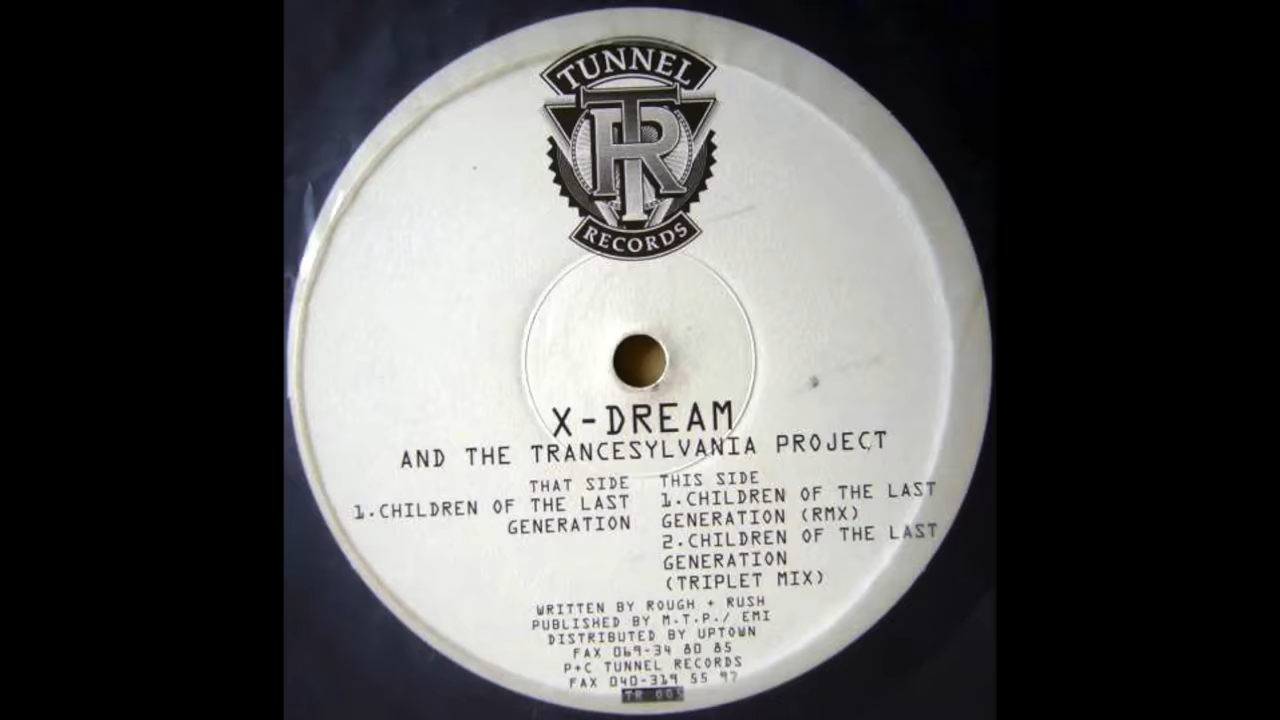 TUNNEL
TR
RECORDS
X-DREAM
AND THE TRANCESYLVANIA PROJECT
THAT SIDE
1.CHILDREN OF THE LAST
GENERATION
THIS SIDE
1.CHILDREN OF THE LAST
GENERATION (RMX)
2.CHILDREN OF THE LAST
GENERATION
(TRIPLET MIX)
WRITTEN BY ROUGH + RUSH
PUBLISHED BY M.T.P./ EMI
DISTRIBUTED BY UPTOWN
FAX 069-34 80 85
P+C TUNNEL RECORDS
FAX 040-319 55 97
TR